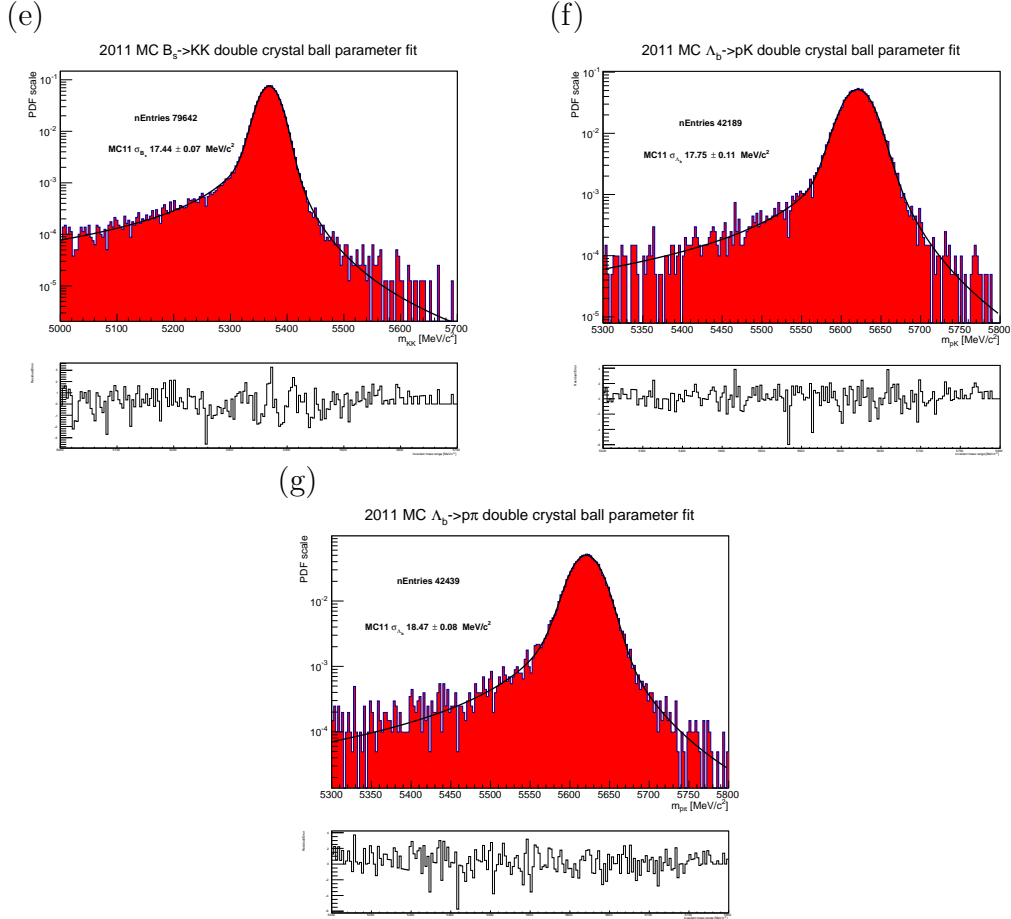 (e)
2011 MC B_s->KK double crystal ball parameter fit
PDF scale
10^-1
10^-2
10^-3
10^-4
10^-5
nEntries 79642
MC11 σ_B_s 17.44 ± 0.07 MeV/c²
5000 5100 5200 5300 5400 5500 5600 5700
m_KK [MeV/c²]
(f)
2011 MC Λ_b->pK double crystal ball parameter fit
PDF scale
10^-1
10^-2
10^-3
10^-4
10^-5
nEntries 42189
MC11 σ_Λ_b 17.75 ± 0.11 MeV/c²
5300 5350 5400 5450 5500 5550 5600 5650 5700 5750 5800
m_pK [MeV/c²]
(g)
2011 MC Λ_b->pπ double crystal ball parameter fit
PDF scale
10^-2
10^-3
10^-4
nEntries 42439
MC11 σ_Λ_b 18.47 ± 0.08 MeV/c²
5300 5350 5400 5450 5500 5550 5600 5650 5700 5750 5800
m_pπ [MeV/c²]